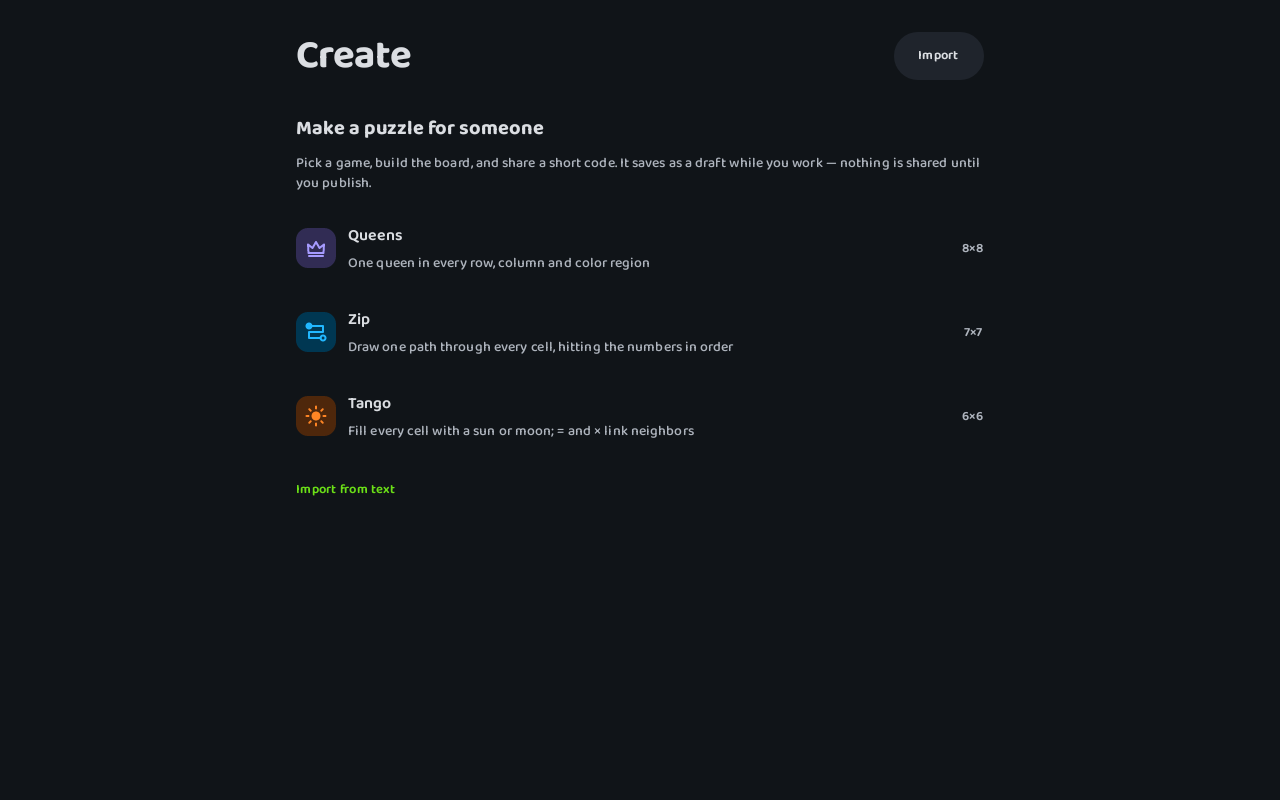 Create
Import
Make a puzzle for someone
Pick a game, build the board, and share a short code. It saves as a draft while you work — nothing is shared until
you publish.
Queens
One queen in every row, column and color region
8×8
Zip
Draw one path through every cell, hitting the numbers in order
7×7
Tango
Fill every cell with a sun or moon; = and × link neighbors
6×6
Import from text